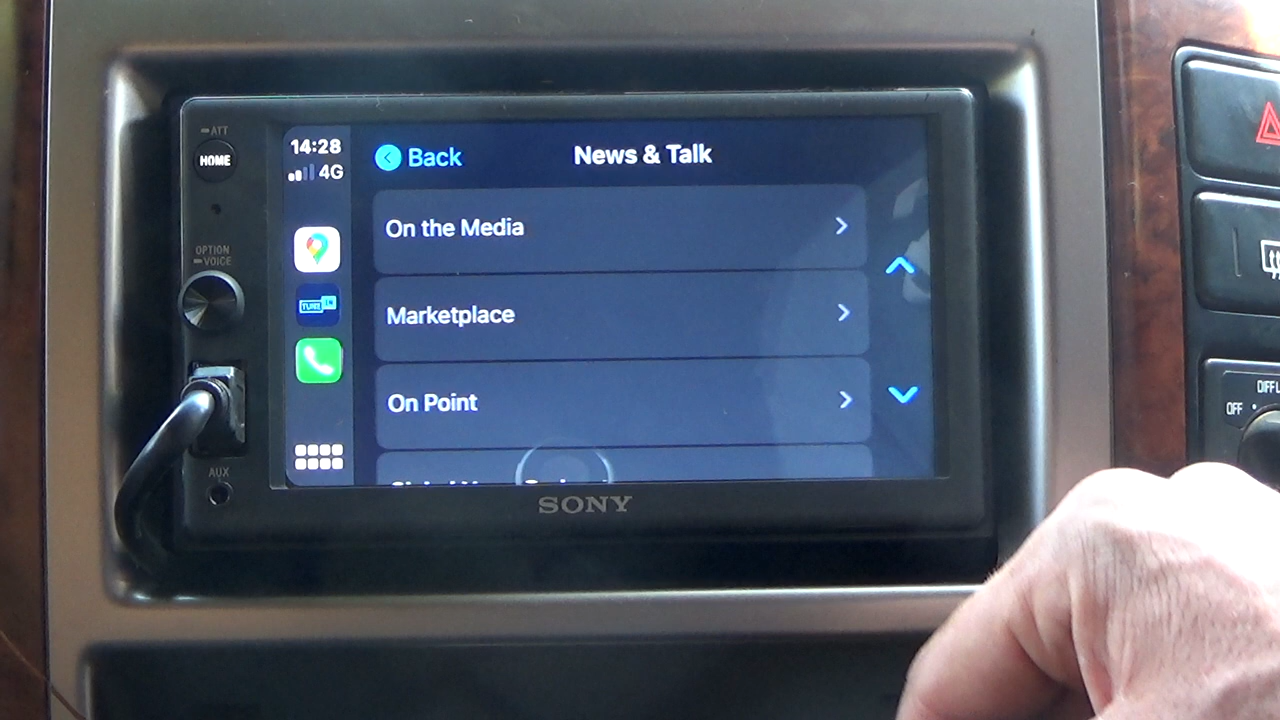 ATT
HOME
OPTION
VOICE
AUX
14:28
4G
TUNE IN
Back
News & Talk
On the Media
Marketplace
On Point
SONY
OFF
DIFF L